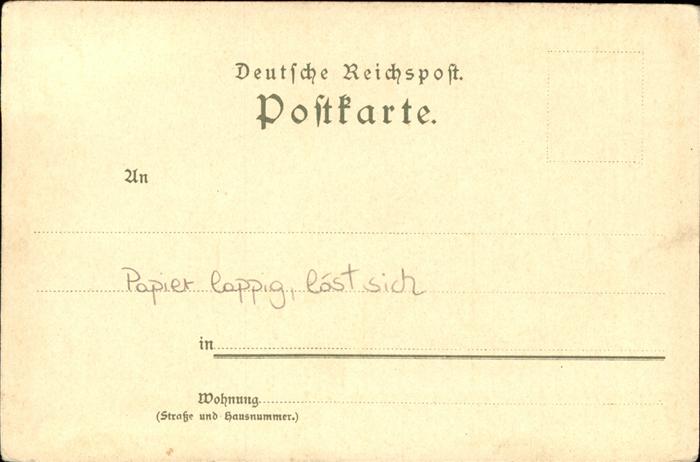 Deutsche Reichspost.
Postkarte.
An
Papier lappig, löst sich
in
Wohnung
(Straße und Hausnummer.)